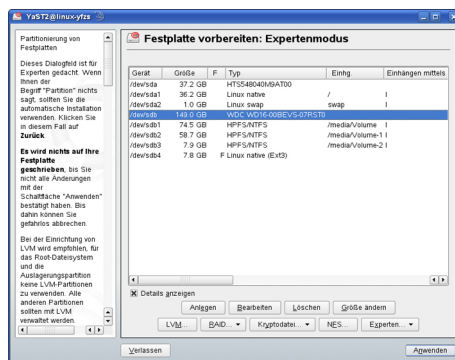 YaST2@linux-yfzs
Partitionierung von
Festplatten
Dieses Dialogfeld ist für
Experten gedacht. Wenn
Ihnen der
Begriff "Partition" nichts
sagt, sollten Sie die
automatische Installation
verwenden. Klicken Sie
in diesem Fall auf
Zurück.
Es wird nichts auf Ihre
Festplatte
geschrieben, bis Sie
nicht alle Änderungen
mit der
Schaltfläche "Anwenden"
bestätigt haben. Bis
dahin können Sie
gefahrlos abbrechen.
Bei der Einrichtung von
LVM wird empfohlen, für
das Root-Dateisystem
und die
Auslagerungspartition
keine LVM-Partitionen
zu verwenden. Alle
anderen Partitionen
sollten mit LVM
verwaltet werden.
Festplatte vorbereiten: Expertenmodus
Gerät Größe F Typ Einhg. Einhängen mittels
/dev/sda 37.2 GB HTS548040M9AT00
/dev/sda1 36.2 GB Linux native / I
/dev/sda2 1.0 GB Linux swap swap I
/dev/sdb 149.0 GB WDC WD16-00BEVS-07RST0
/dev/sdb1 74.5 GB HPFS/NTFS /media/Volume I
/dev/sdb2 58.7 GB HPFS/NTFS /media/Volume-1 I
/dev/sdb3 7.9 GB HPFS/NTFS /media/Volume-2 I
/dev/sdb4 7.8 GB F Linux native (Ext3)
Details anzeigen
Anlegen Bearbeiten Löschen Größe ändern
LVM... RAID... Kryptodatei... NFS... Experten...
Verlassen Anwenden